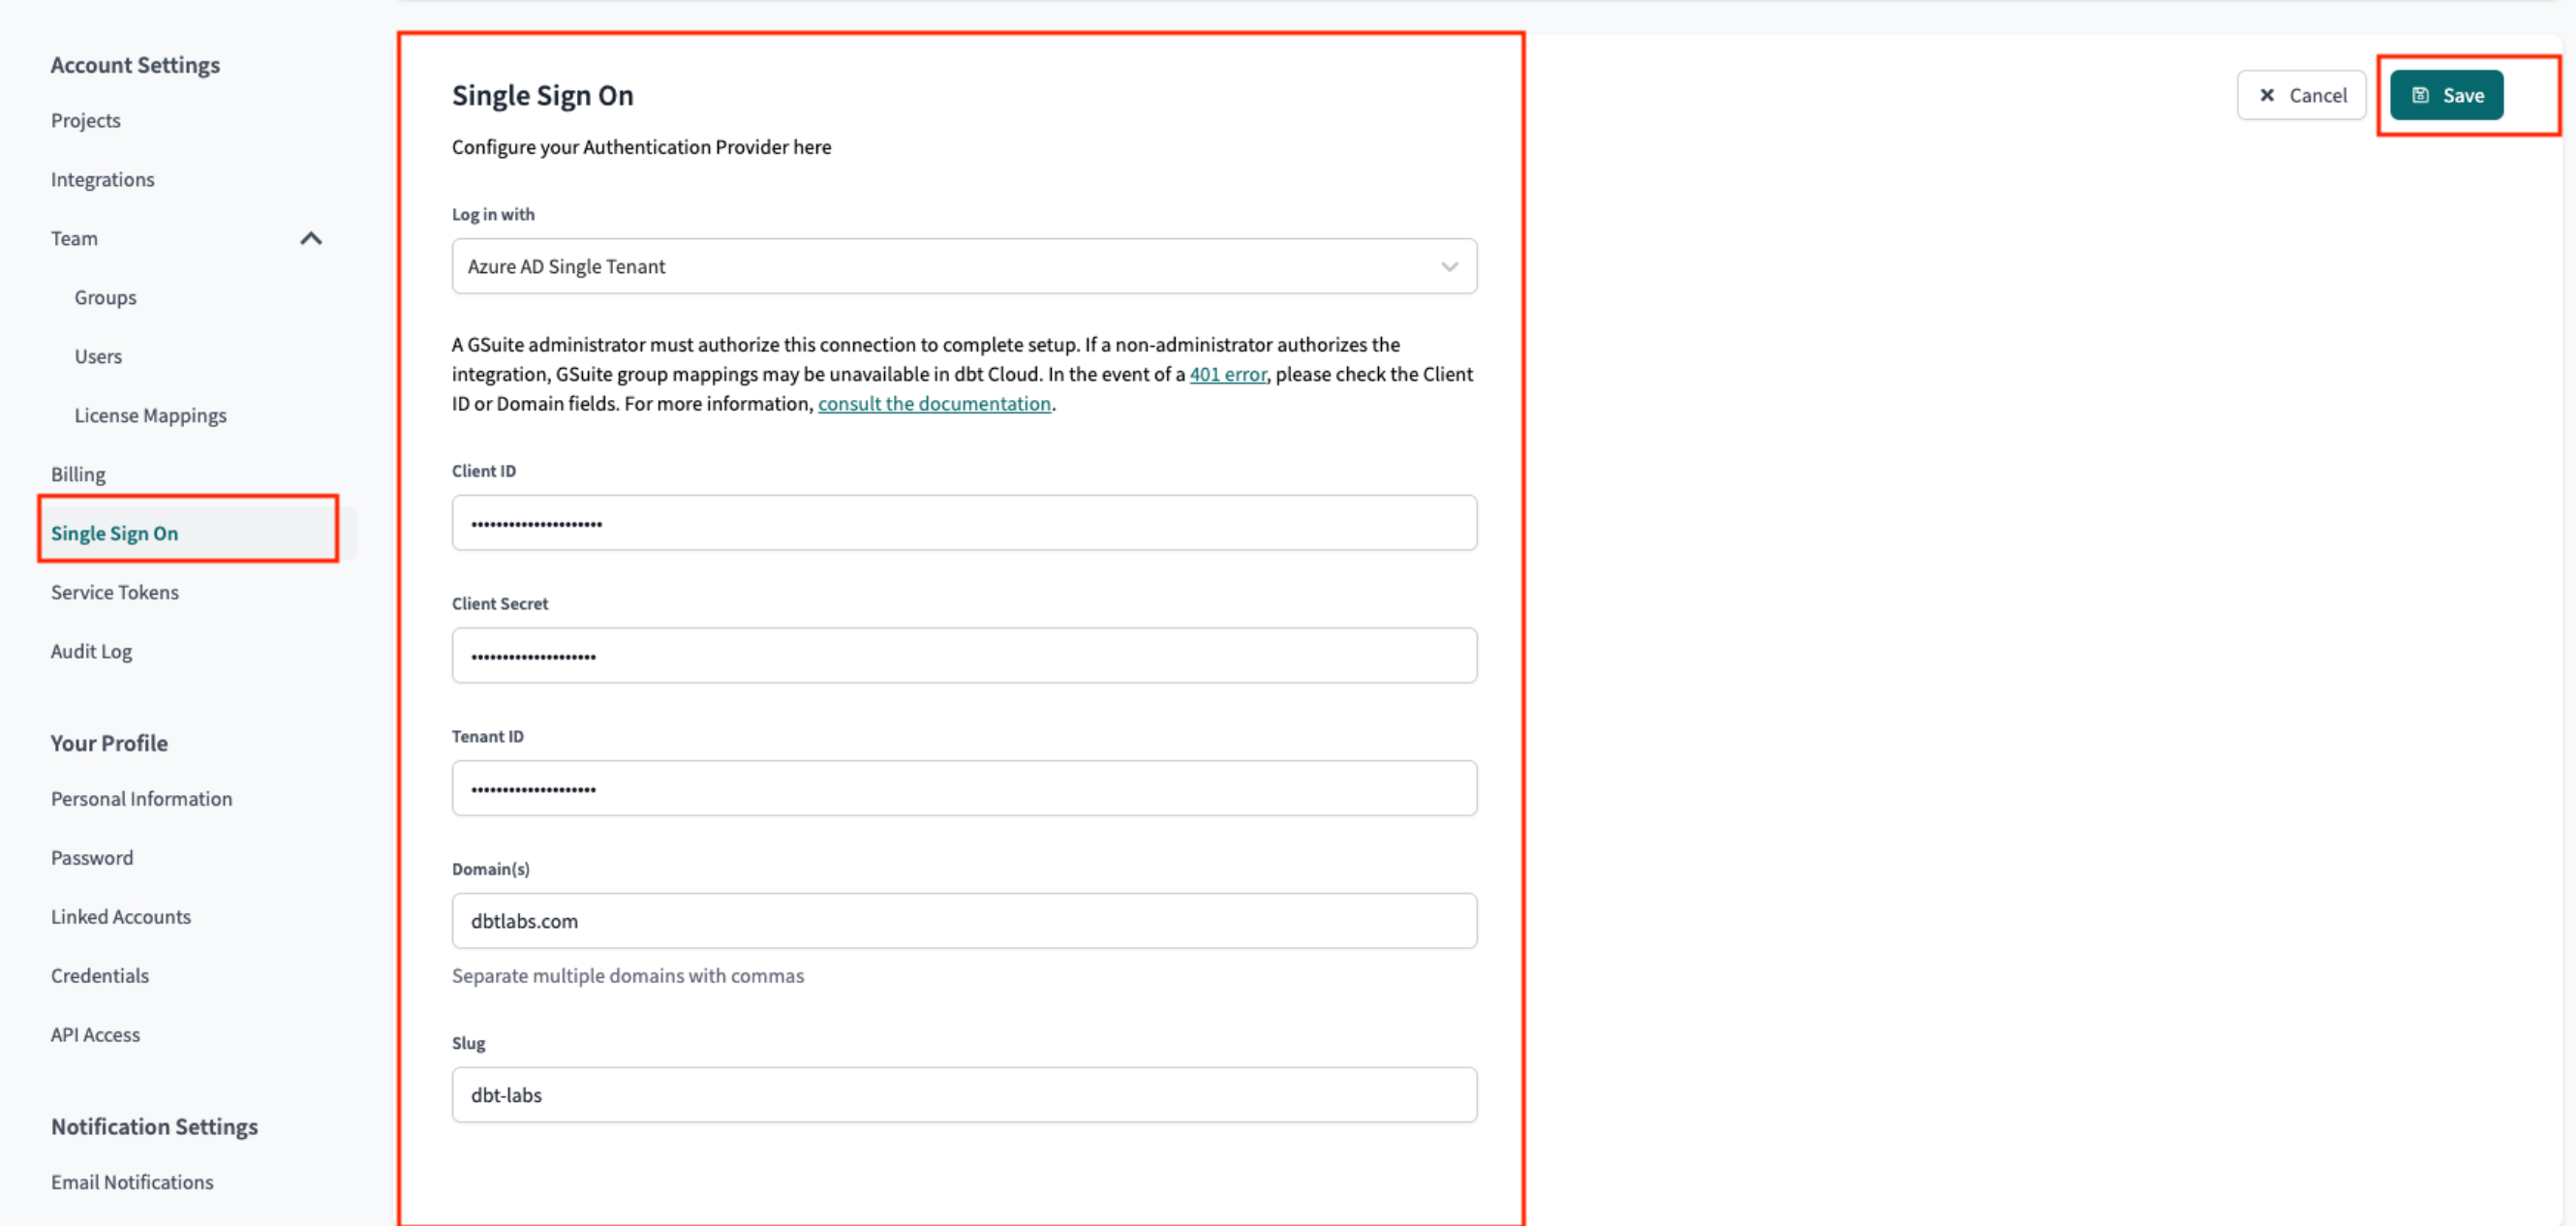 Account Settings
Projects
Integrations
Team
Groups
Users
License Mappings
Billing
Single Sign On
Service Tokens
Audit Log
Your Profile
Personal Information
Password
Linked Accounts
Credentials
API Access
Notification Settings
Email Notifications
Single Sign On
Cancel
Save
Configure your Authentication Provider here
Log in with
Azure AD Single Tenant
A GSuite administrator must authorize this connection to complete setup. If a non-administrator authorizes the
integration, GSuite group mappings may be unavailable in dbt Cloud. In the event of a 401 error, please check the Client
ID or Domain fields. For more information, consult the documentation.
Client ID
•••••••••••••••••••••
Client Secret
••••••••••••••••••••
Tenant ID
••••••••••••••••••••
Domain(s)
dbtlabs.com
Separate multiple domains with commas
Slug
dbt-labs